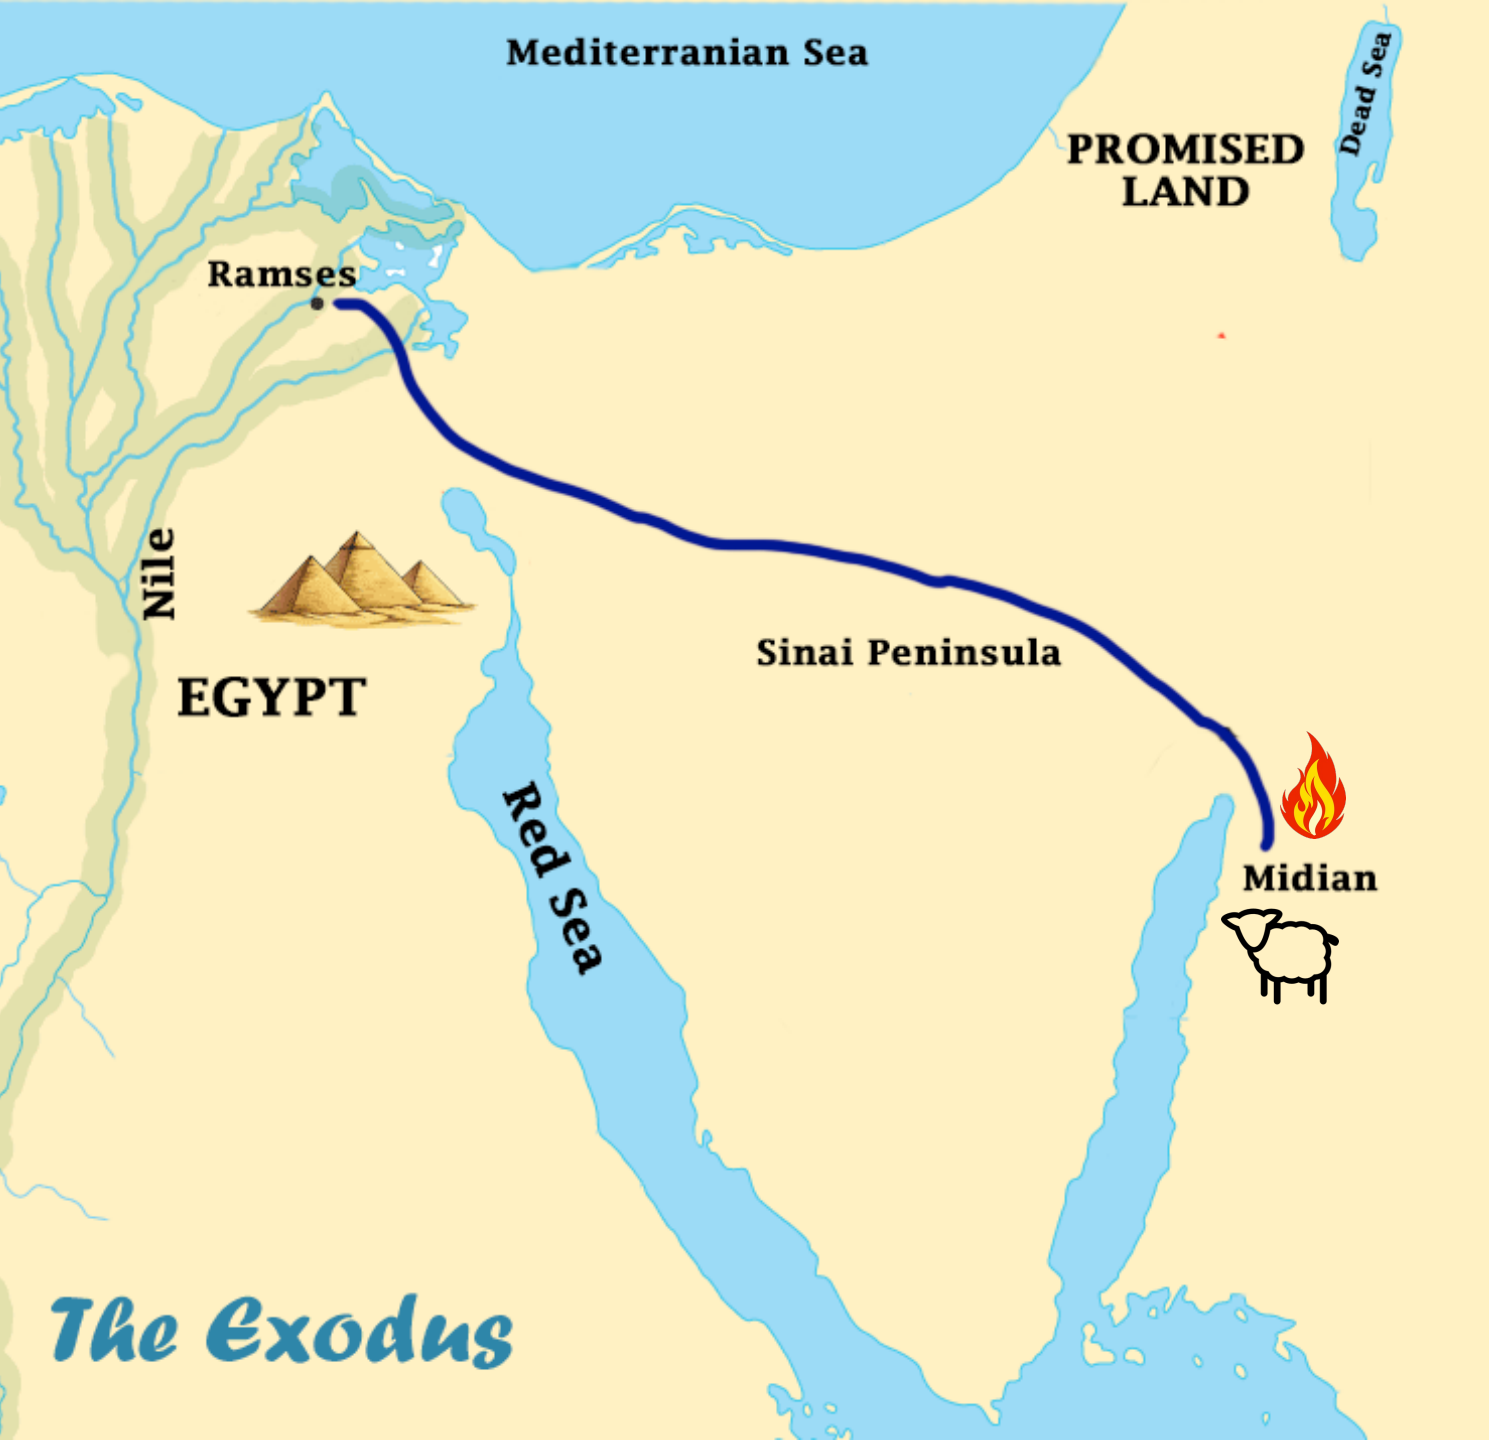 Mediterranian Sea
Dead Sea
PROMISED
LAND
Ramses
Nile
Sinai Peninsula
EGYPT
Red Sea
Midian
The Exodus